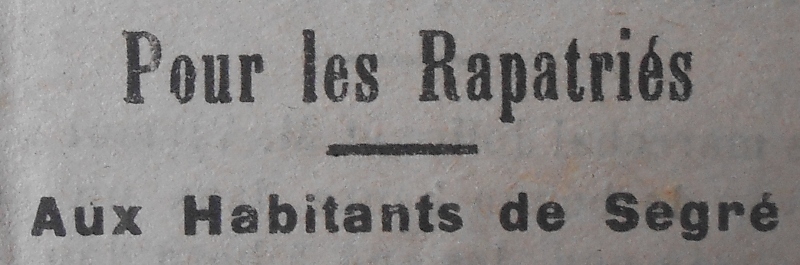 Pour les Rapatriés
Aux Habitants de Segré